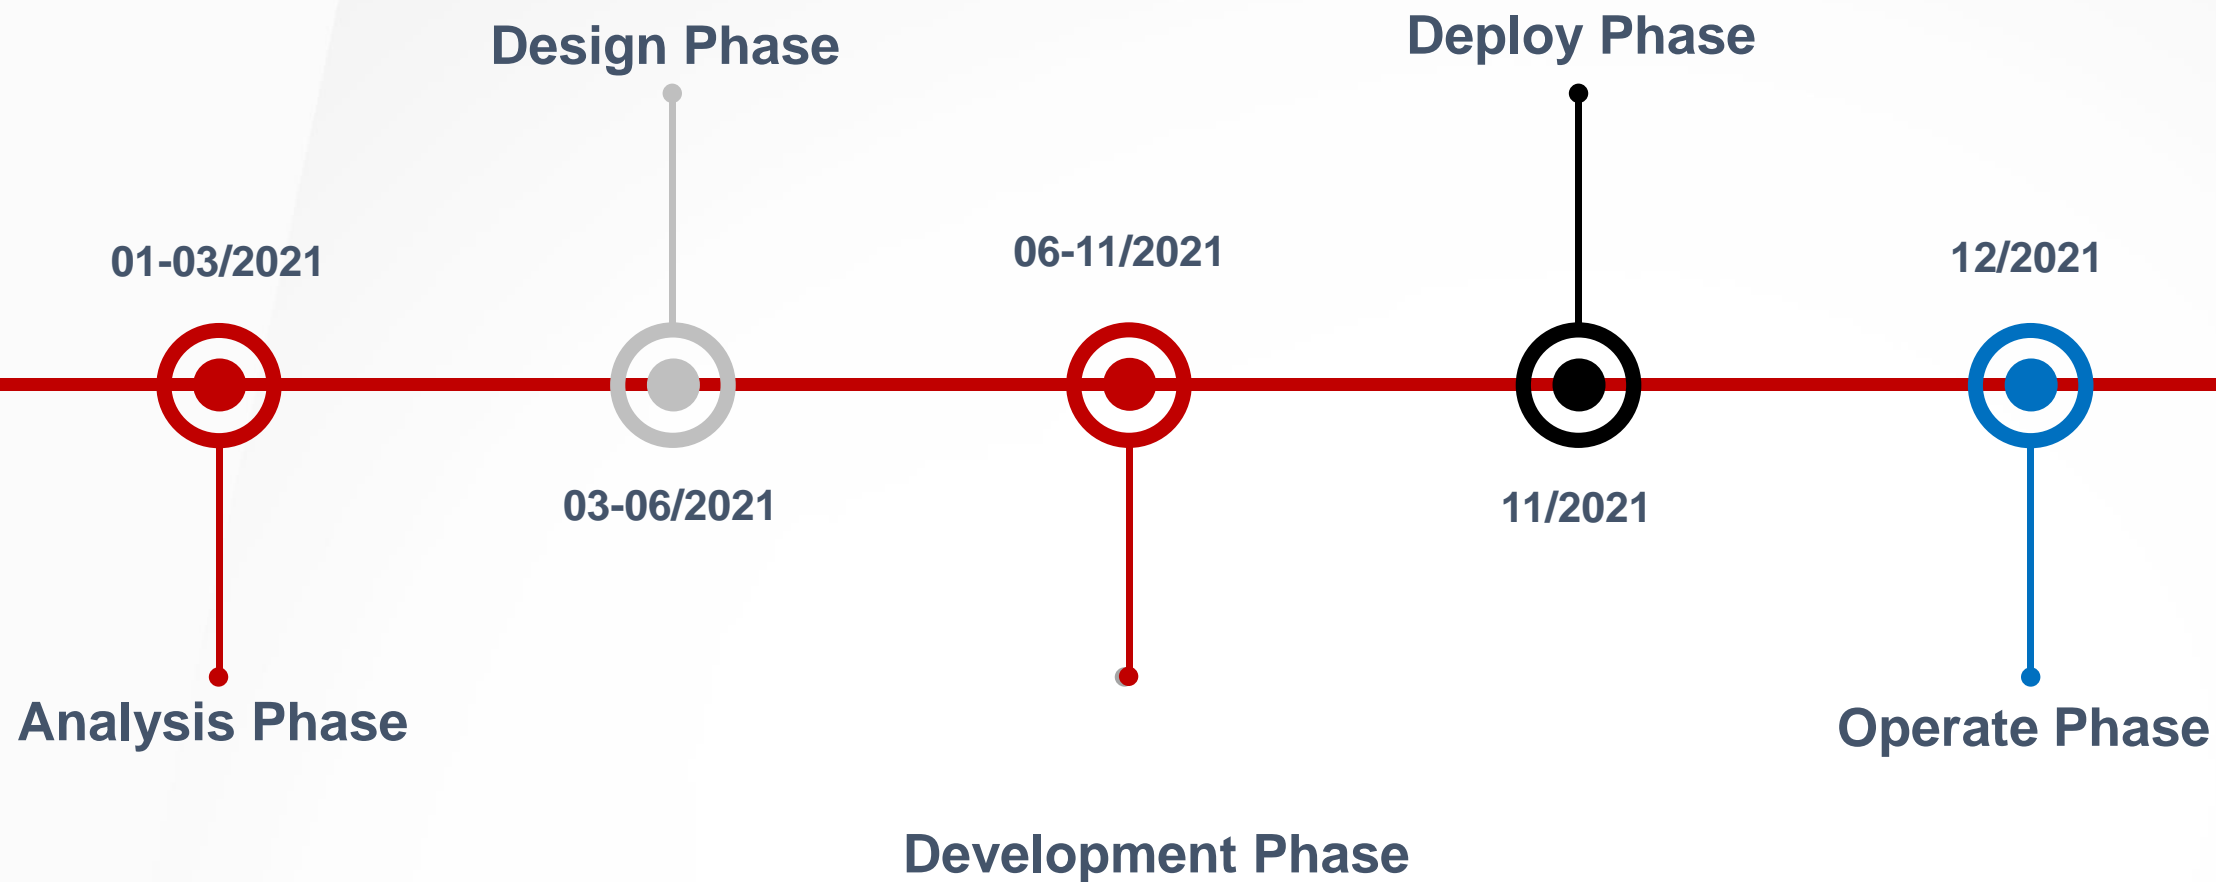 Deploy Phase
Design Phase
06-11/2021
12/2021
01-03/2021
03-06/2021
11/2021
Analysis Phase
Operate Phase
Development Phase